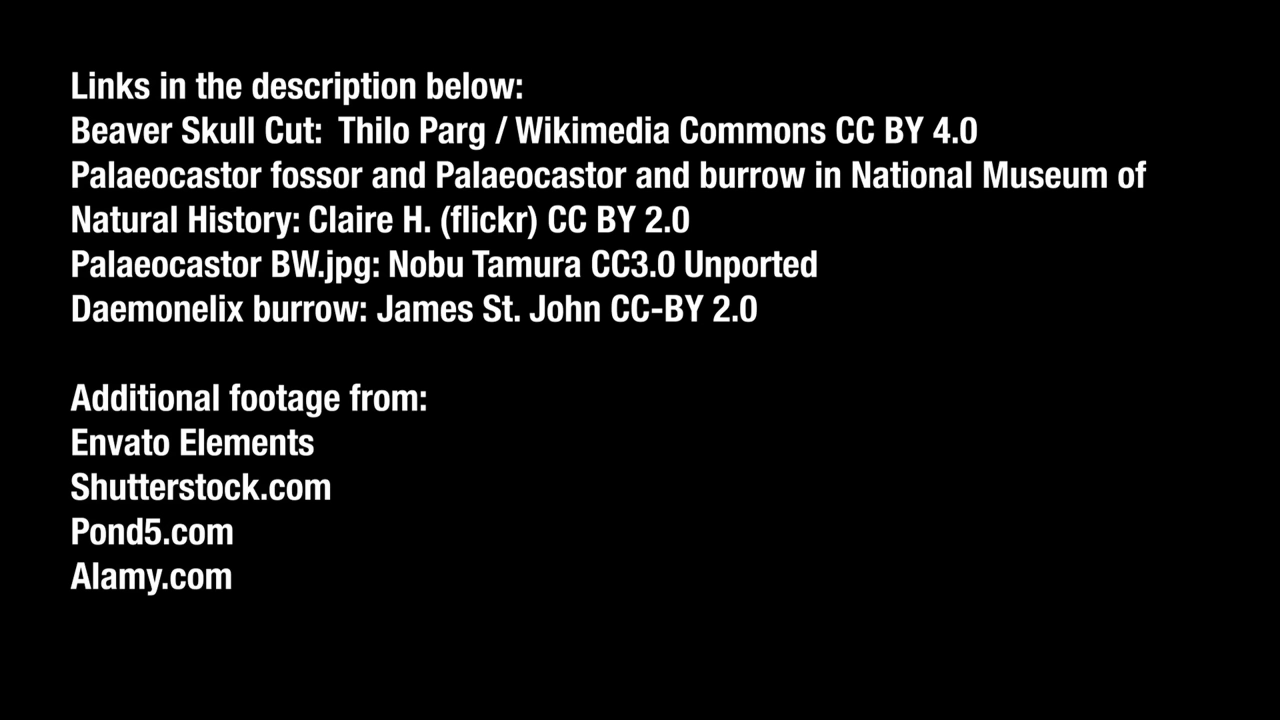 Links in the description below:
Beaver Skull Cut:  Thilo Parg / Wikimedia Commons CC BY 4.0
Palaeocastor fossor and Palaeocastor and burrow in National Museum of
Natural History: Claire H. (flickr) CC BY 2.0
Palaeocastor BW.jpg: Nobu Tamura CC3.0 Unported
Daemonelix burrow: James St. John CC-BY 2.0
Additional footage from:
Envato Elements
Shutterstock.com
Pond5.com
Alamy.com